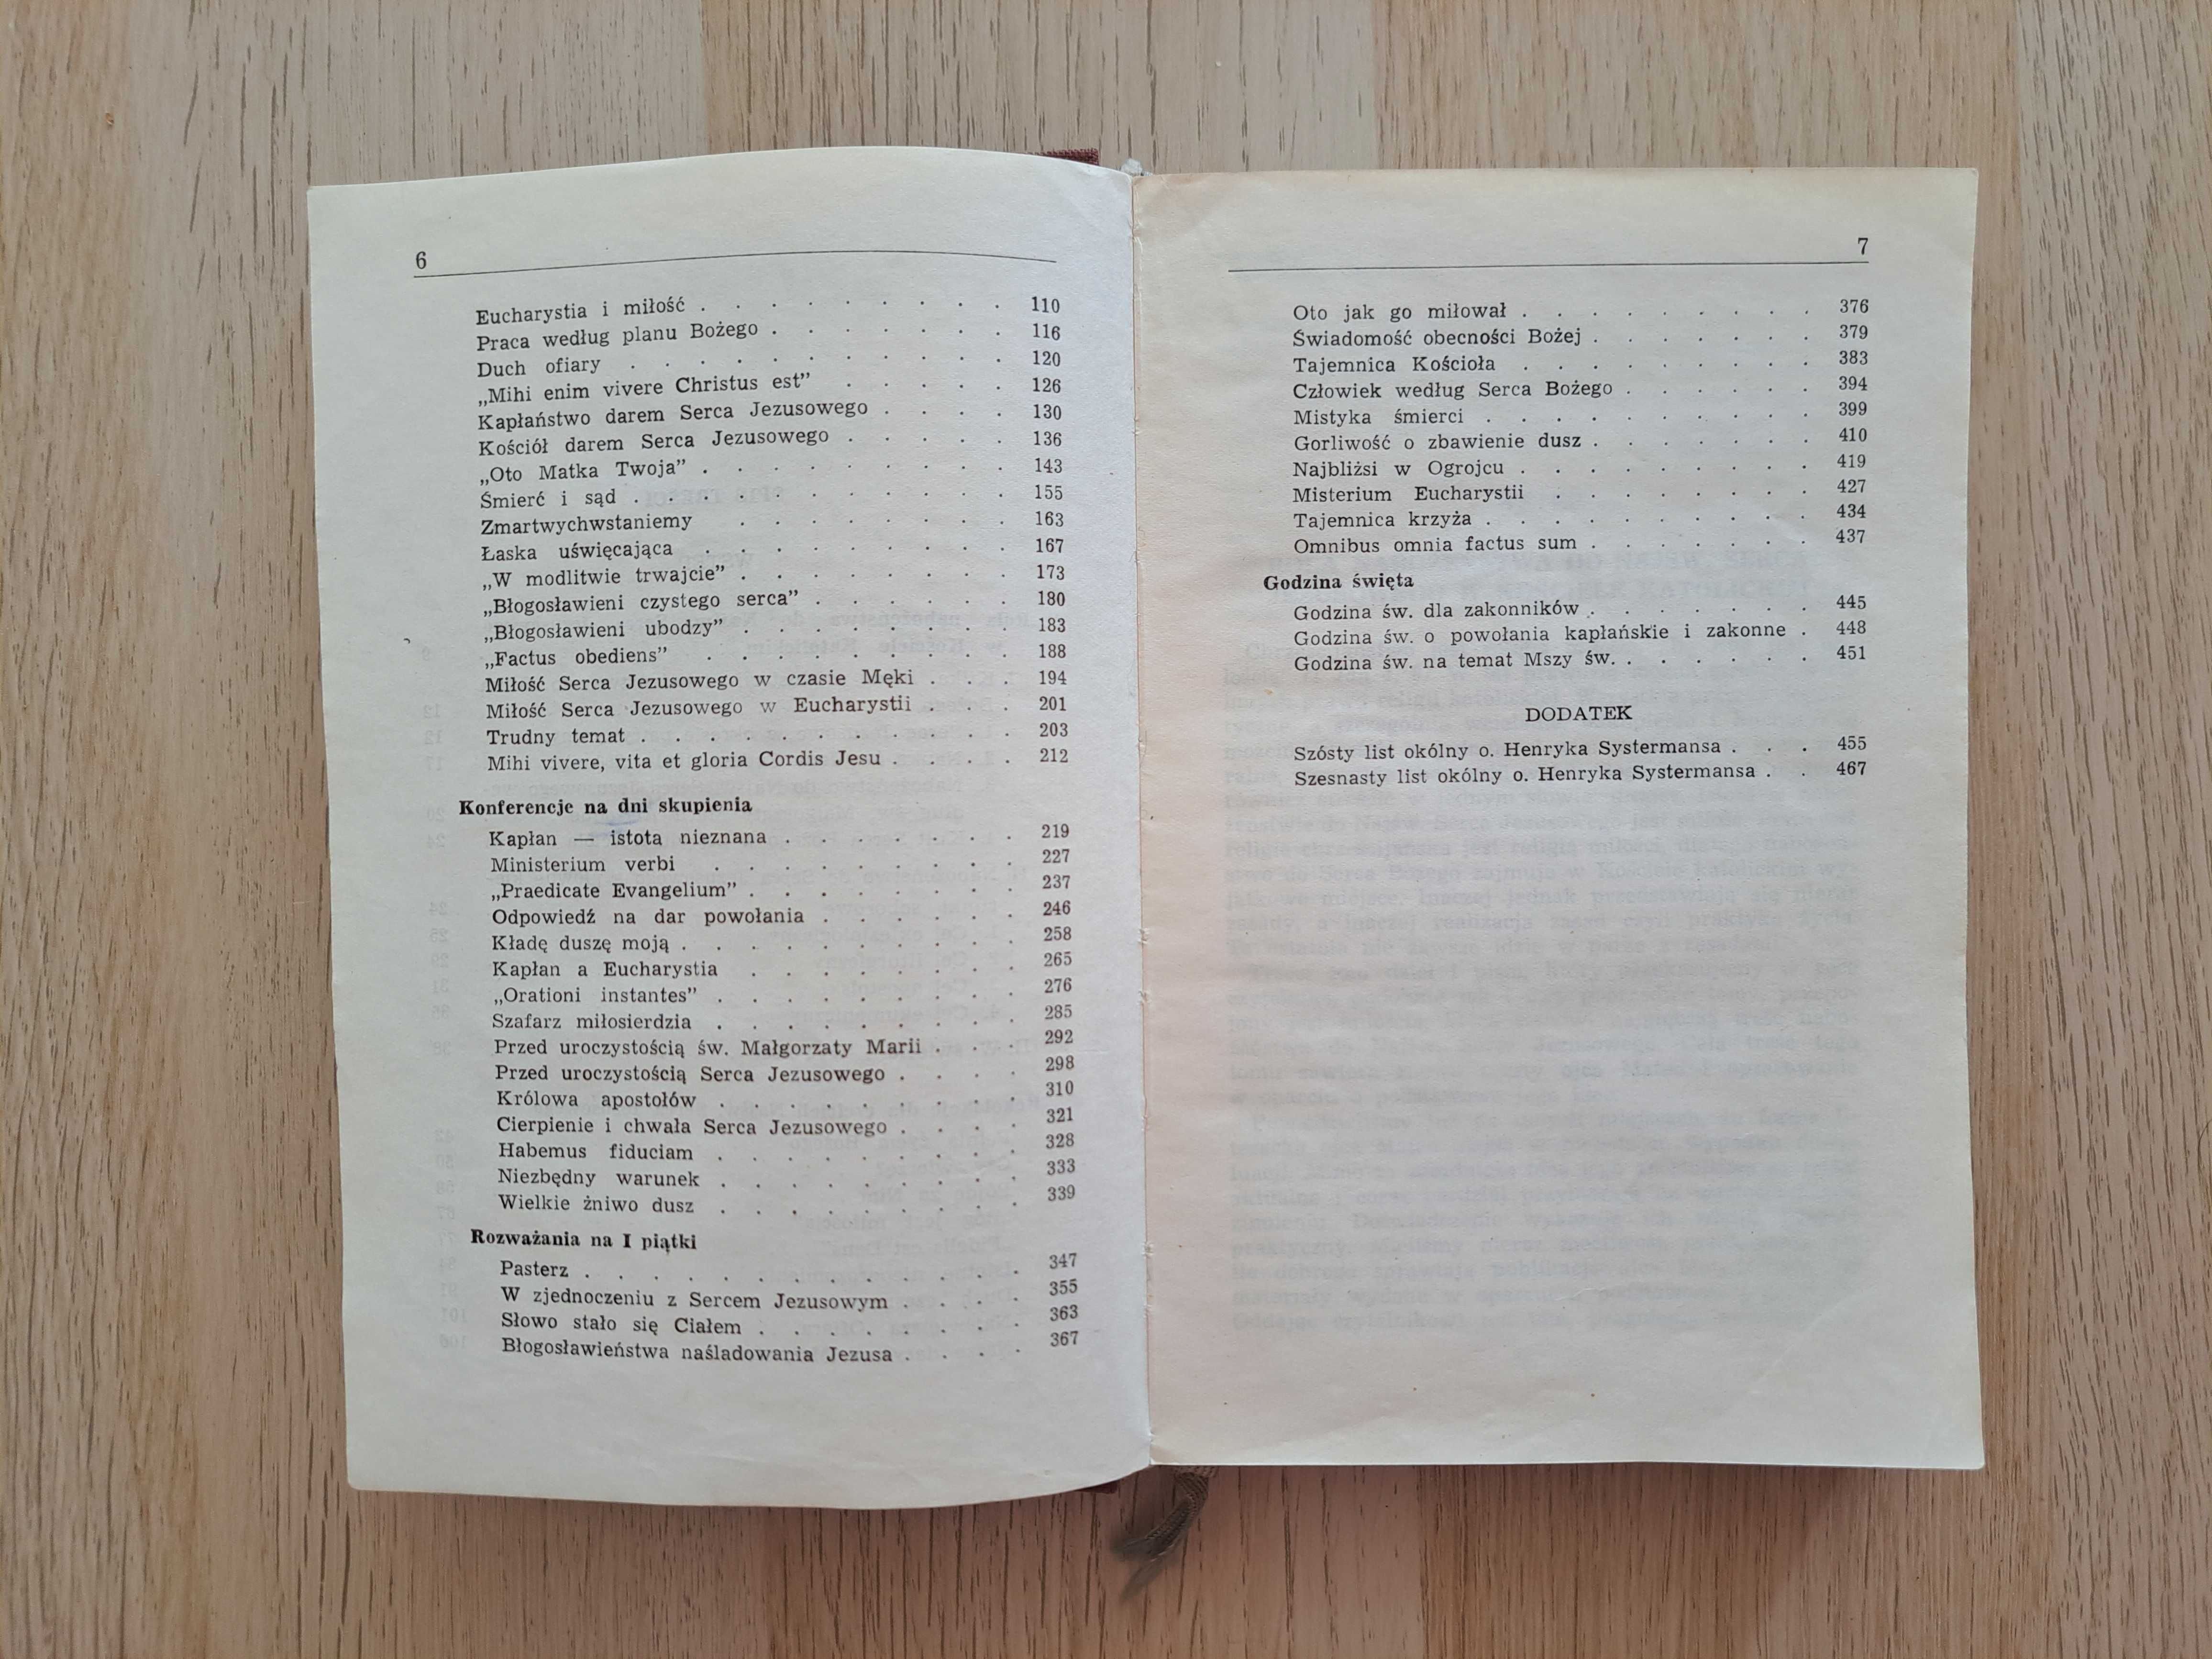 6
Eucharystia i miłość . . . . . . . . . 110
Praca według planu Bożego . . . . . . . 116
Duch ofiary . . . . . . . . . . . 120
„Mihi enim vivere Christus est” . . . . . 126
Kapłaństwo darem Serca Jezusowego . . . . 130
Kościół darem Serca Jezusowego . . . . . 136
„Oto Matka Twoja” . . . . . . . . . 143
Śmierć i sąd . . . . . . . . . . . 155
Zmartwychwstaniemy . . . . . . . . 163
Łaska uświęcająca . . . . . . . . . 167
„W modlitwie trwajcie” . . . . . . . . 173
„Błogosławieni czystego serca” . . . . . . 180
„Błogosławieni ubodzy” . . . . . . . . 183
„Factus obediens” . . . . . . . . . 188
Miłość Serca Jezusowego w czasie Męki . . . 194
Miłość Serca Jezusowego w Eucharystii . . . 201
Trudny temat . . . . . . . . . . . 203
Mihi vivere, vita et gloria Cordis Jesu . . . . 212
Konferencje na dni skupienia
Kapłan — istota nieznana . . . . . . . 219
Ministerium verbi . . . . . . . . . 227
„Praedicate Evangelium” . . . . . . . . 237
Odpowiedź na dar powołania . . . . . . 246
Kładę duszę moją . . . . . . . . . . 258
Kapłan a Eucharystia . . . . . . . . 265
„Orationi instantes” . . . . . . . . . 276
Szafarz miłosierdzia . . . . . . . . . 285
Przed uroczystością św. Małgorzaty Marii . . . 292
Przed uroczystością Serca Jezusowego . . . . 298
Królowa apostołów . . . . . . . . . 310
Cierpienie i chwała Serca Jezusowego . . . . 321
Habemus fiduciam . . . . . . . . . 328
Niezbędny warunek . . . . . . . . . 333
Wielkie żniwo dusz . . . . . . . . . 339
Rozważania na I piątki
Pasterz . . . . . . . . . . . . . 347
W zjednoczeniu z Sercem Jezusowym . . . . 355
Słowo stało się Ciałem . . . . . . . . 363
Błogosławieństwa naśladowania Jezusa . . . . 367
7
Oto jak go miłował . . . . . . . . . 376
Świadomość obecności Bożej . . . . . . . 379
Tajemnica Kościoła . . . . . . . . . 383
Człowiek według Serca Bożego . . . . . . 394
Mistyka śmierci . . . . . . . . . . 399
Gorliwość o zbawienie dusz . . . . . . . 410
Najbliżsi w Ogrojcu . . . . . . . . . 419
Misterium Eucharystii . . . . . . . . 427
Tajemnica krzyża . . . . . . . . . . 434
Omnibus omnia factus sum . . . . . . . 437
Godzina święta
Godzina św. dla zakonników . . . . . . . 445
Godzina św. o powołania kapłańskie i zakonne . 448
Godzina św. na temat Mszy św. . . . . . . 451
DODATEK
Szósty list okólny o. Henryka Systermansa . . . 455
Szesnasty list okólny o. Henryka Systermansa . . 467